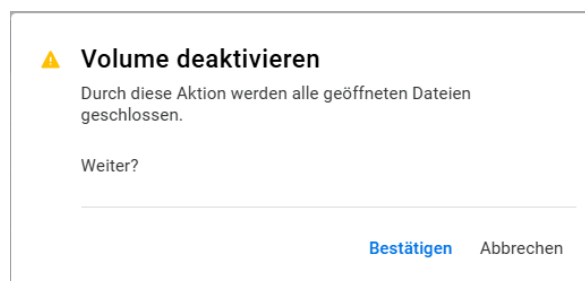 Volume deaktivieren
Durch diese Aktion werden alle geöffneten Dateien
geschlossen.
Weiter?
Bestätigen Abbrechen